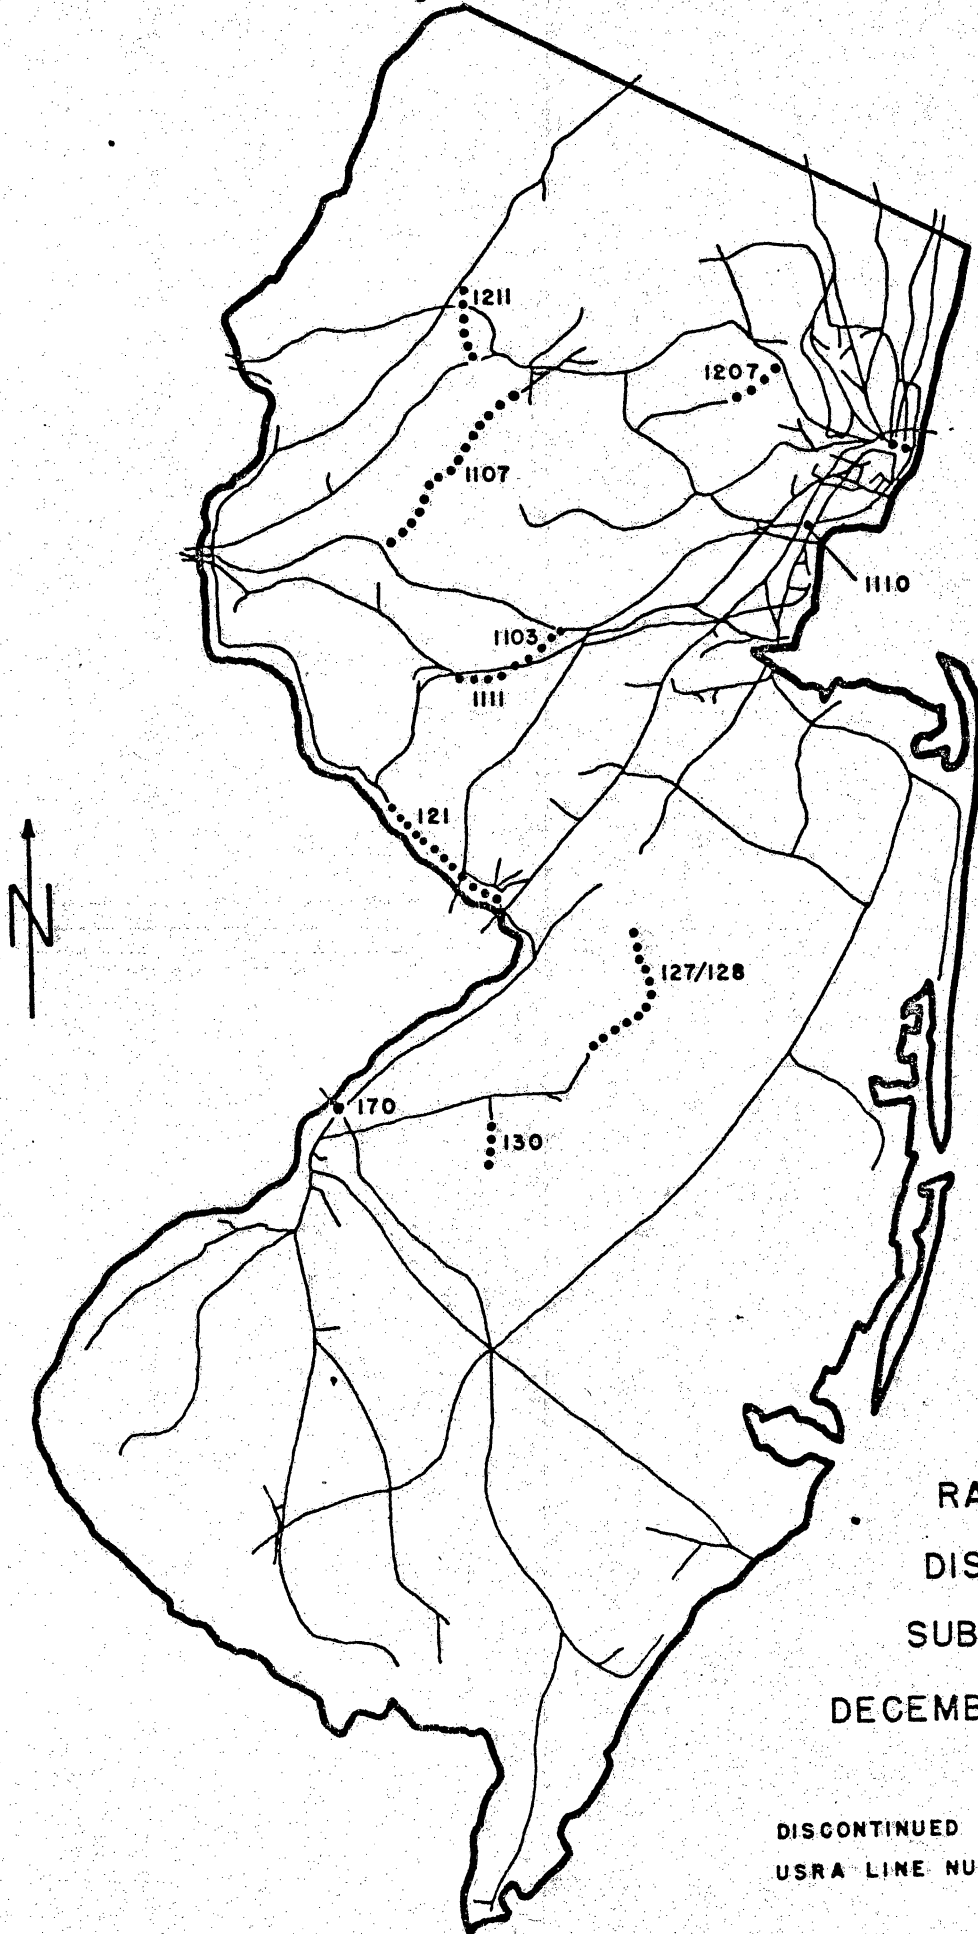 1211
1207
1107
1110
1103
1111
121
N
127/128
170
130
RA
DIS
SUB
DECEMB
DISCONTINUED
USRA LINE NU